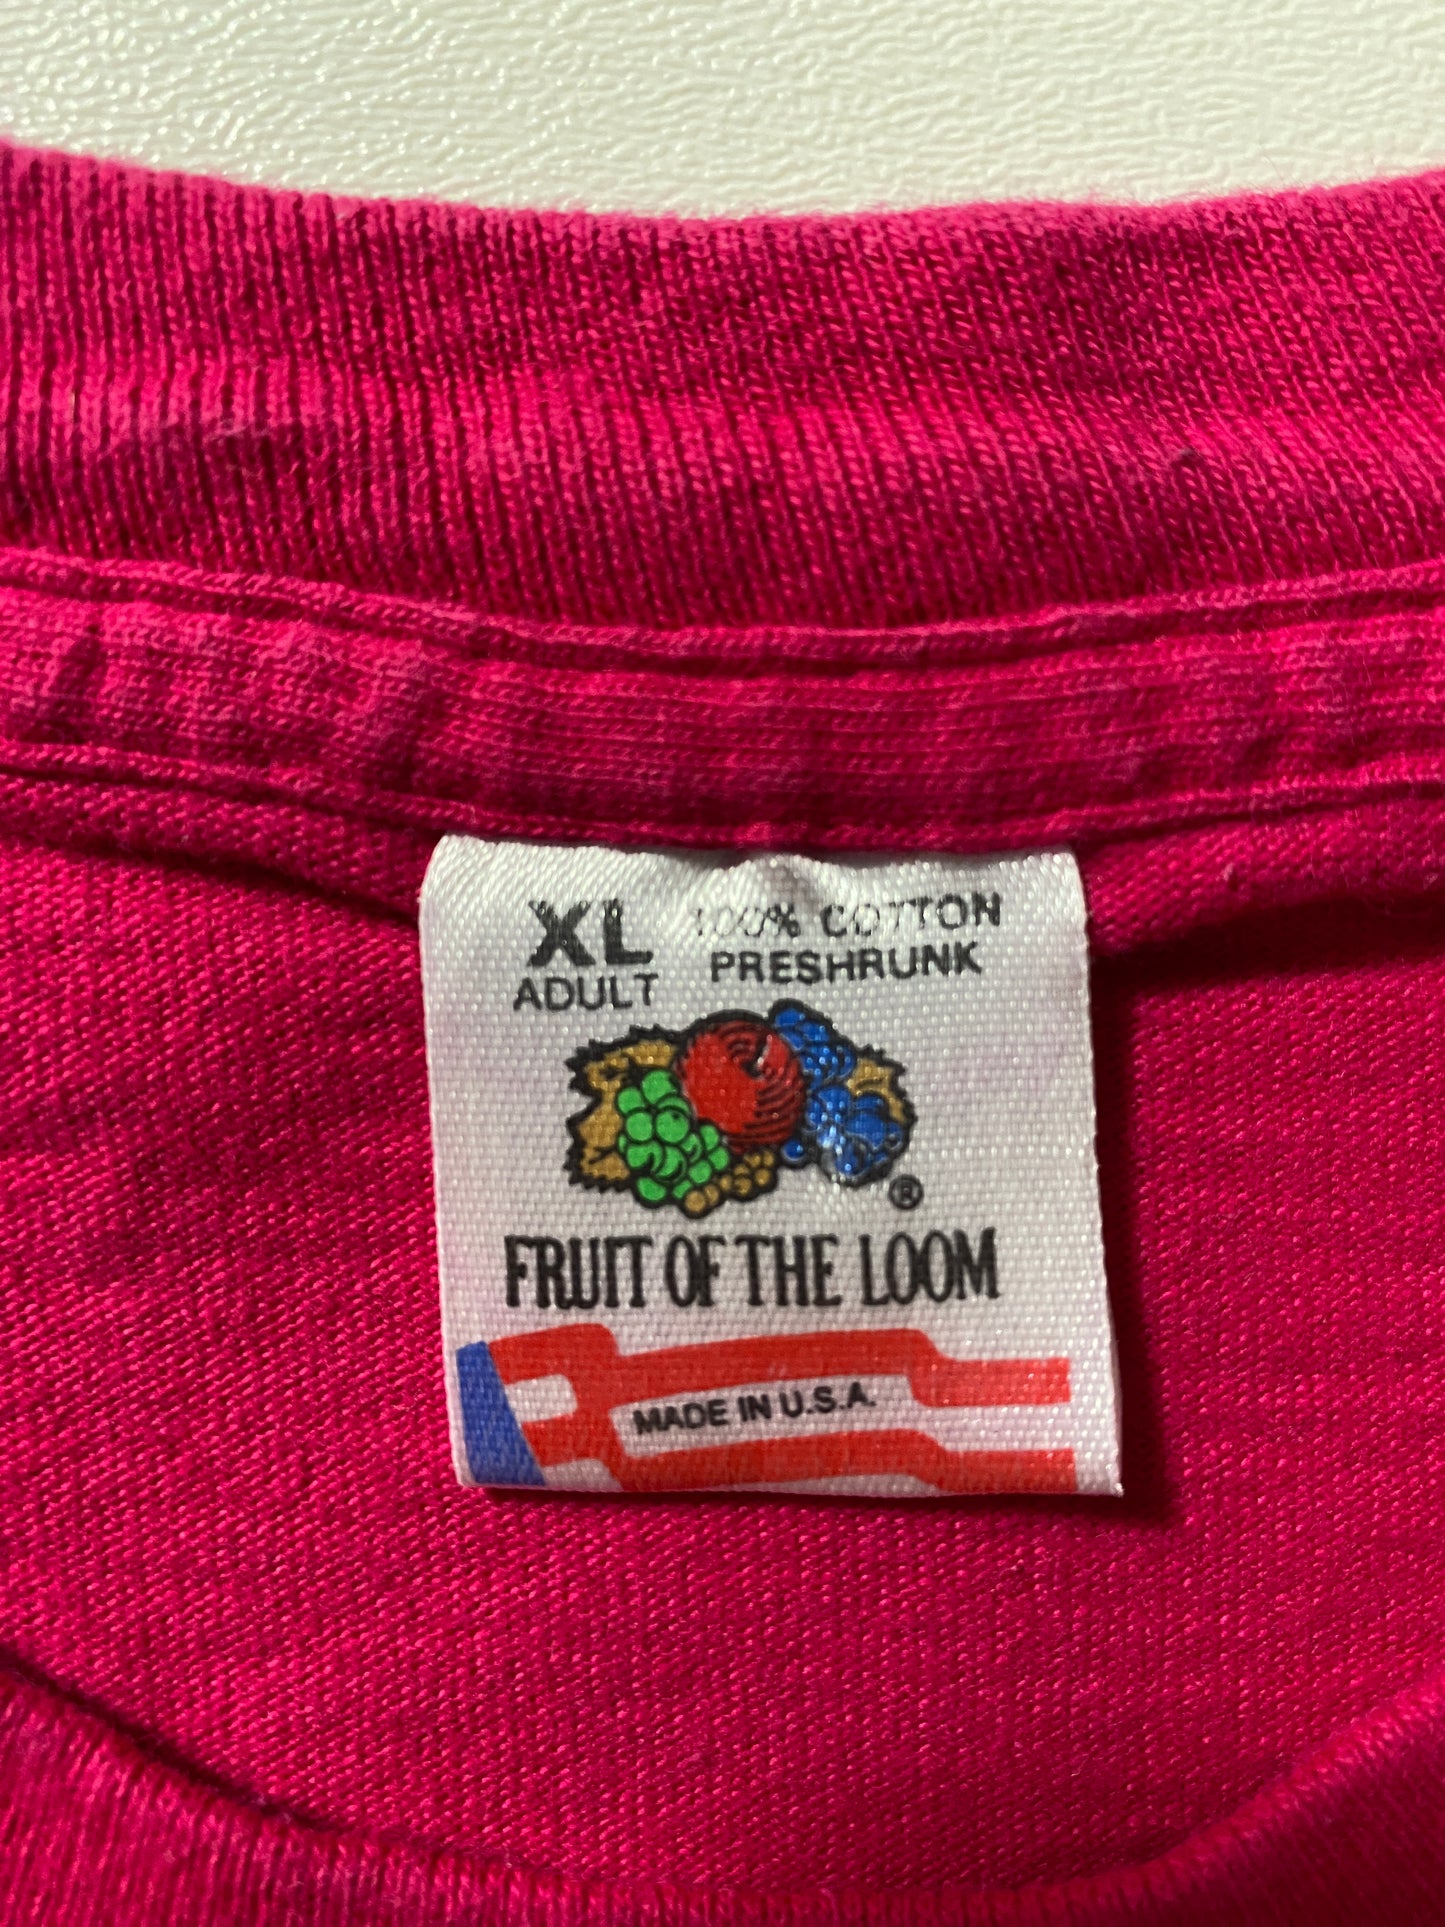 XL 100% COTTON
ADULT PRESHRUNK
®
FRUIT OF THE LOOM
MADE IN U.S.A.